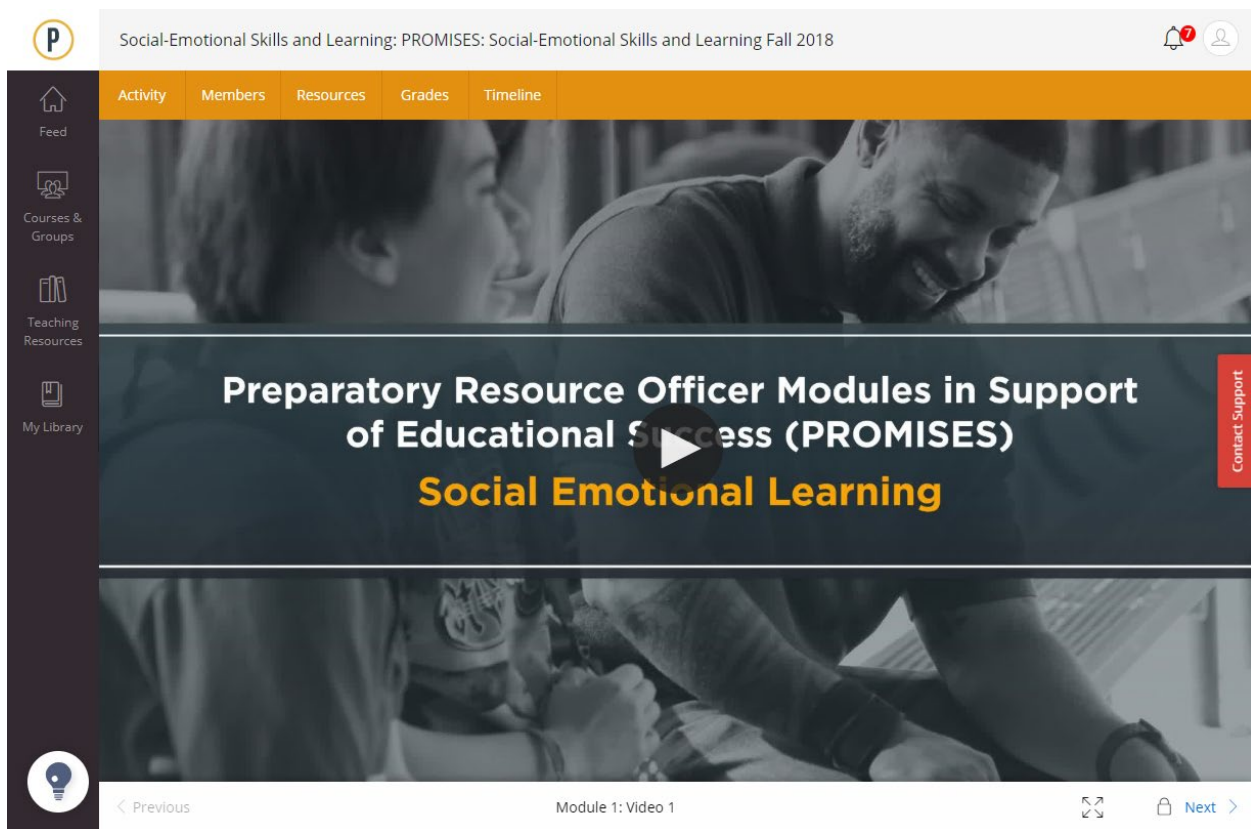 P
Social-Emotional Skills and Learning: PROMISES: Social-Emotional Skills and Learning Fall 2018
7
Activity
Members
Resources
Grades
Timeline
Feed
Courses &
Groups
Teaching
Resources
My Library
Preparatory Resource Officer Modules in Support
of Educational Success (PROMISES)
Social Emotional Learning
Contact Support
Previous
Module 1: Video 1
Next